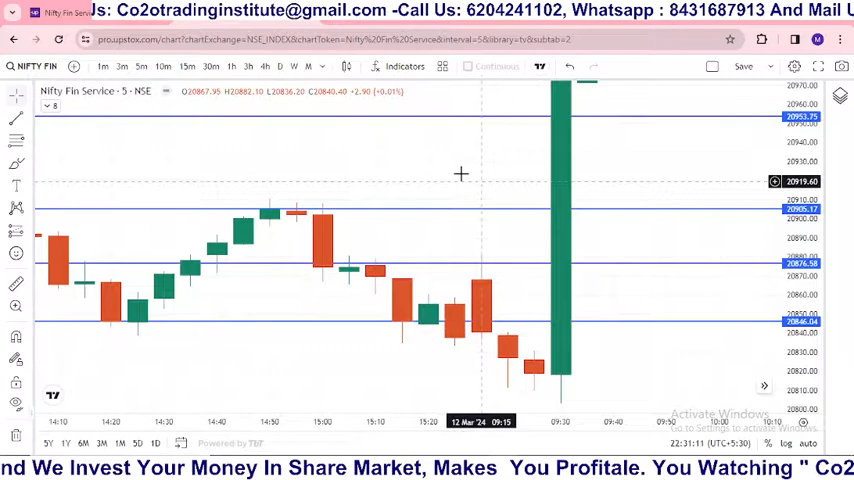 Js: Co2otradinginstitute@gmail.com -Call Us: 6204241102, Whatsapp : 8431687913 And Mail U
Nifty Fin Servic
pro.upstox.com/chart?chartExchange=NSE_INDEX&chartToken=Nifty%20Fin%20Service&interval=5&library=tv&subtab=2
M
NIFTY FIN
1m 3m 5m 10m 15m 30m 1h 3h 4h D W M
Indicators
Continuous
Save
Nifty Fin Service · 5 · NSE
O20867.95 H20882.10 L20836.20 C20840.40 +2.90 (+0.01%)
8
20970.00
20960.00
20953.75
20950.00
20940.00
20930.00
20919.60
20910.00
20905.17
20890.00
20880.00
20876.58
20860.00
20850.00
20846.04
20830.00
20820.00
20810.00
20800.00
14:10 14:20 14:30 14:40 14:50 15:00 15:10 15:20 12 Mar '24 09:15 09:30 09:40 09:50 10:00 10:10
Activate Windows
Go to Settings to activate Windows.
5Y 1Y 6M 3M 1M 5D 1D
Powered by
22:31:11 (UTC+5:30)
% log auto
nd We Invest Your Money In Share Market, Makes You Profitale. You Watching " Co2